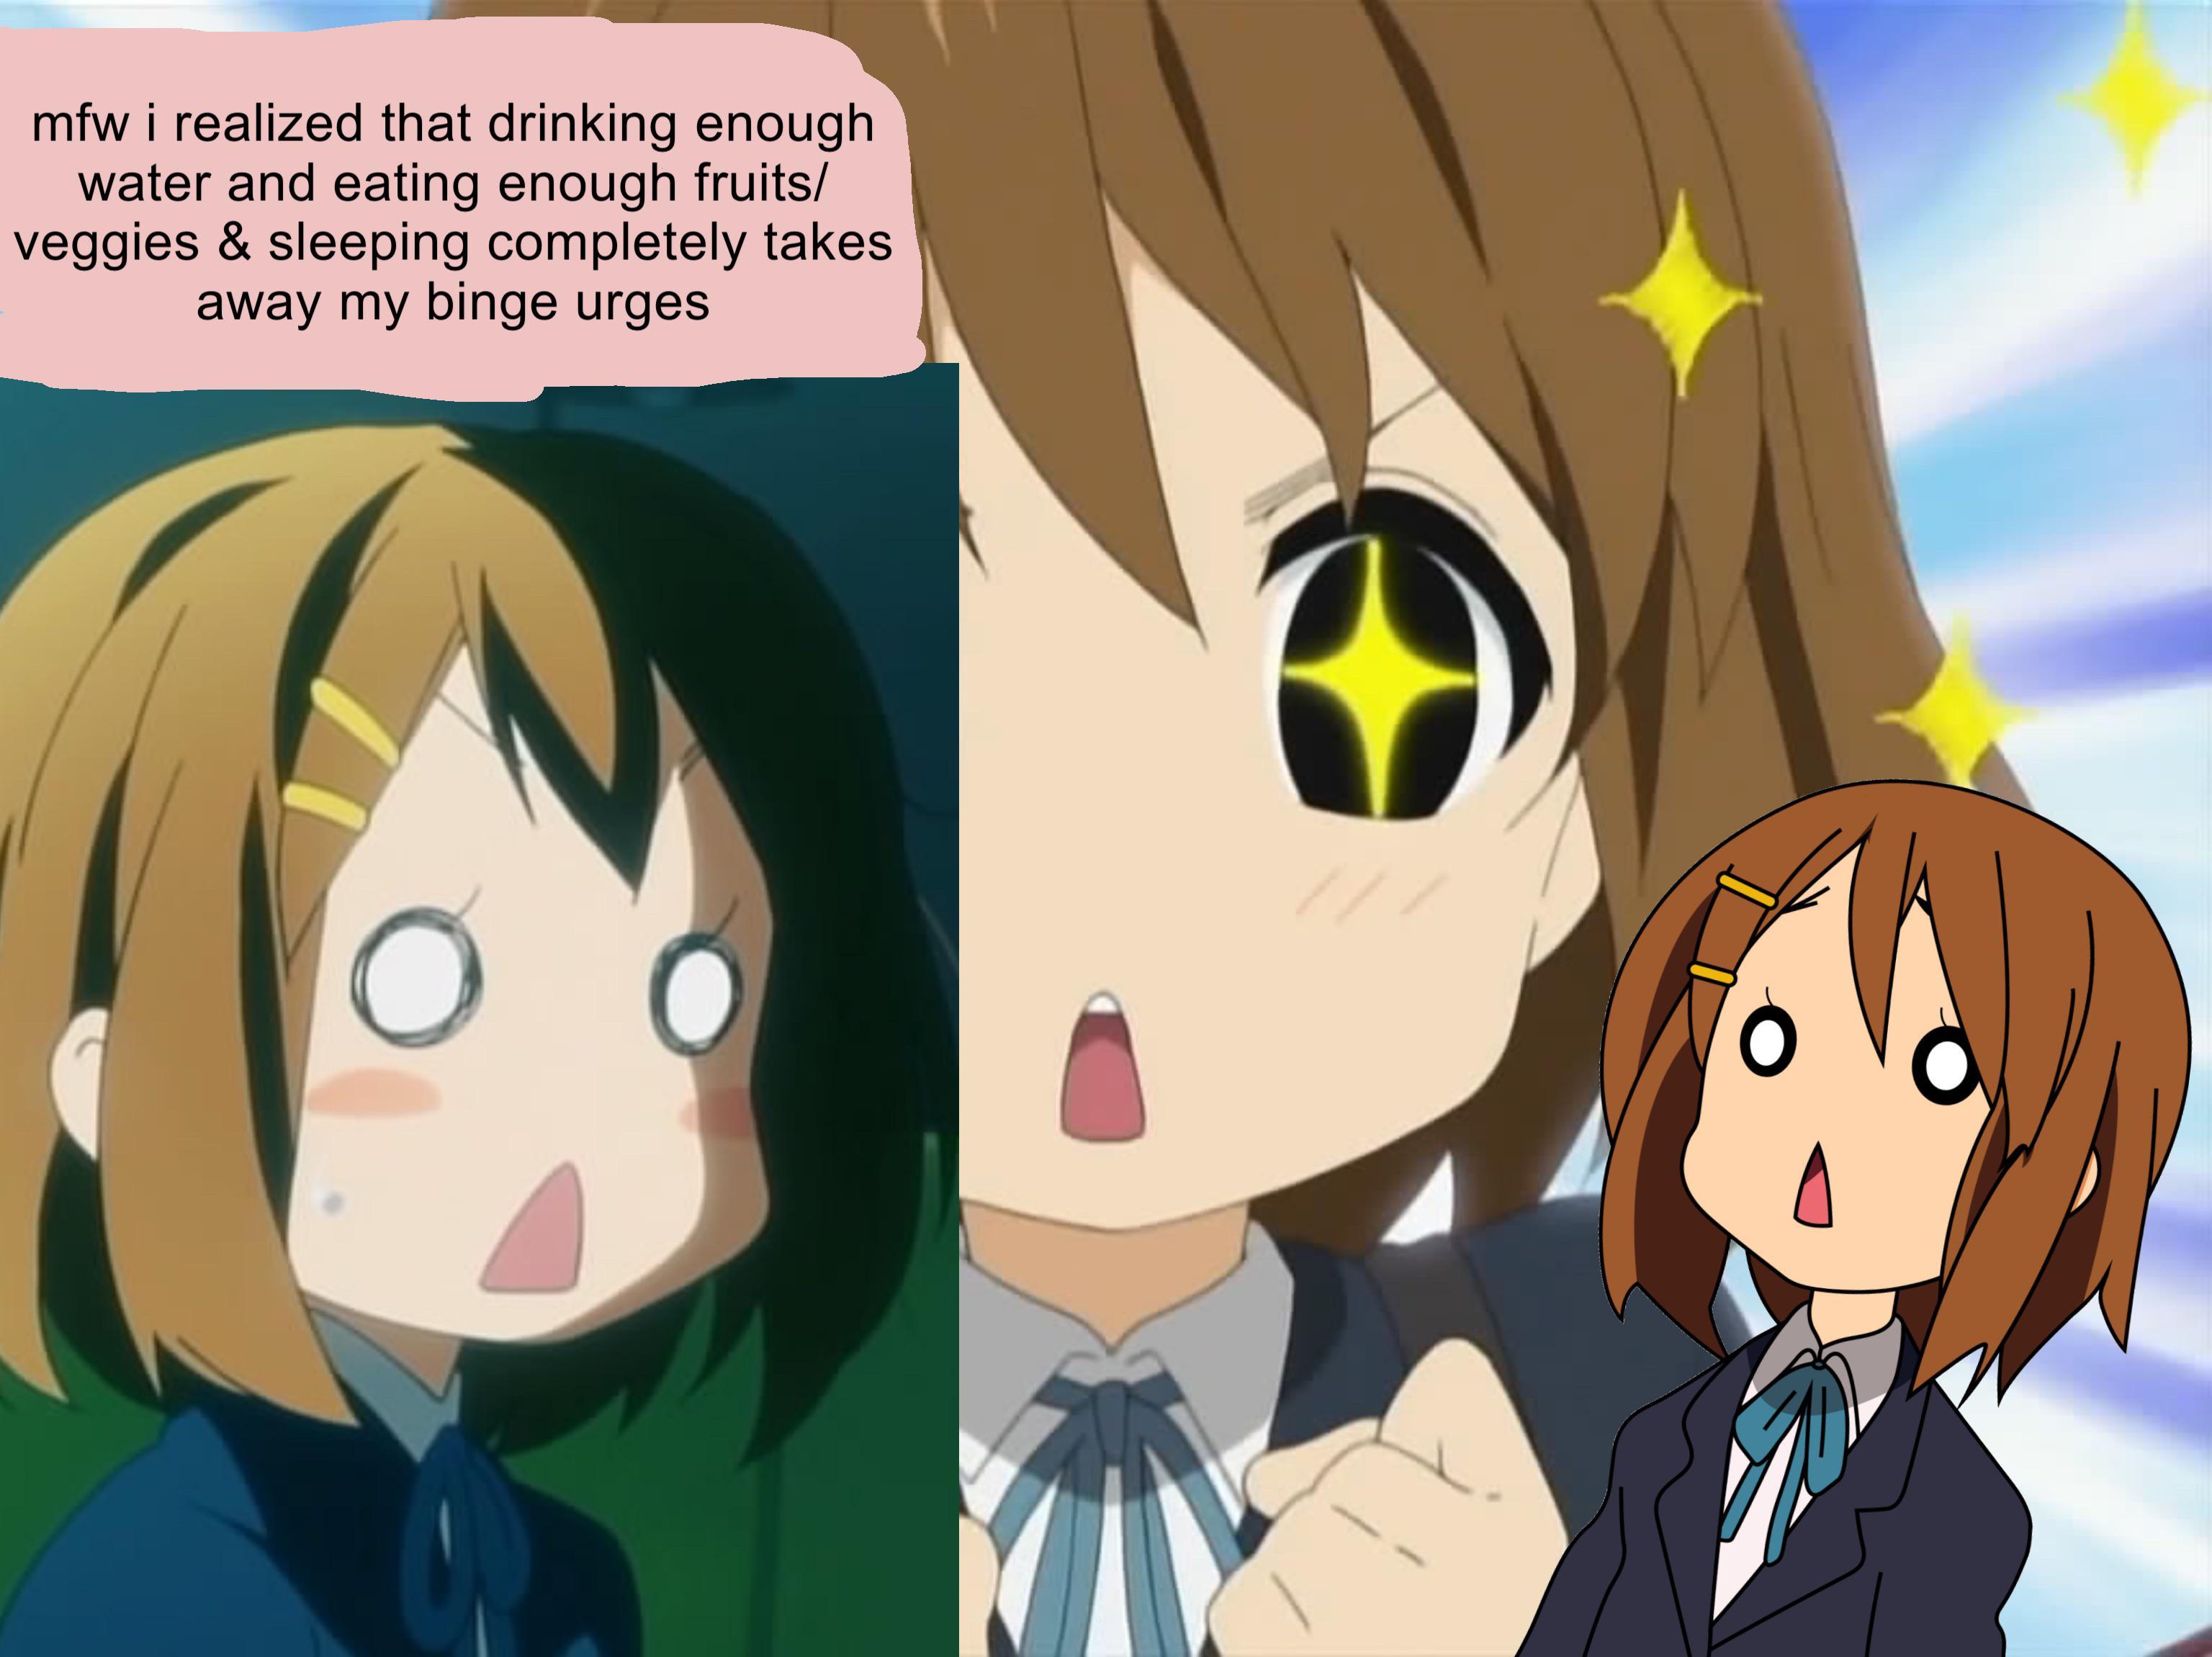 mfw i realized that drinking enough
water and eating enough fruits/
veggies & sleeping completely takes
away my binge urges